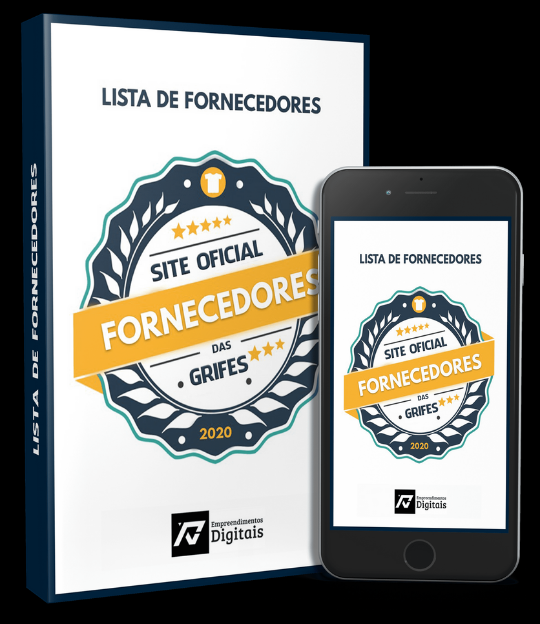 LISTA DE FORNECEDORES
LISTA DE FORNECEDORES
SITE OFICIAL
FORNECEDORES
DAS
GRIFES
2020
Empreendimentos
Digitais
LISTA DE FORNECEDORES
SITE OFICIAL
FORNECEDORES
DAS
GRIFES
2020
Empreendimentos
Digitais